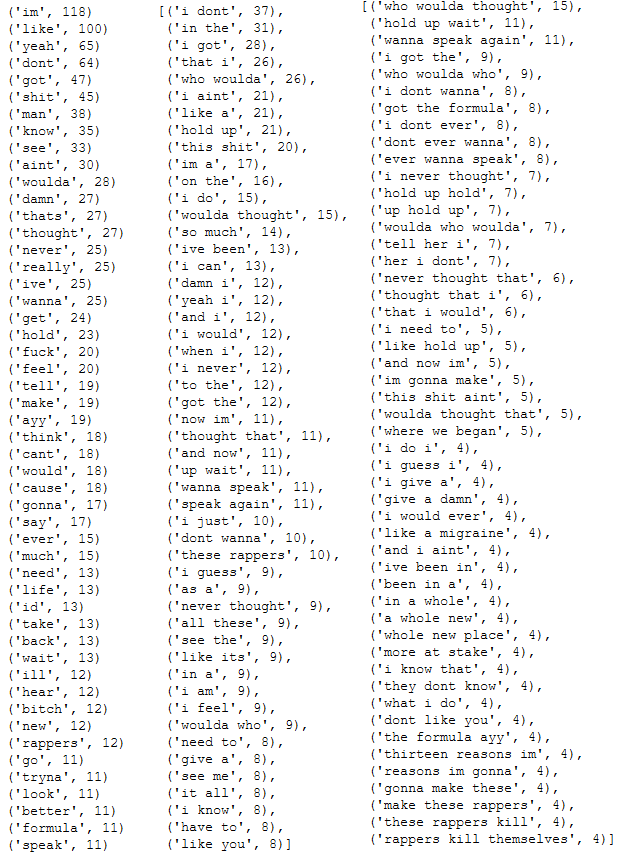 ('im', 118)
('like', 100)
('yeah', 65)
('dont', 64)
('got', 47)
('shit', 45)
('man', 38)
('know', 35)
('see', 33)
('aint', 30)
('woulda', 28)
('damn', 27)
('thats', 27)
('thought', 27)
('never', 25)
('really', 25)
('ive', 25)
('wanna', 25)
('get', 24)
('hold', 23)
('fuck', 20)
('feel', 20)
('tell', 19)
('make', 19)
('ayy', 19)
('think', 18)
('cant', 18)
('would', 18)
('cause', 18)
('gonna', 17)
('say', 17)
('ever', 15)
('much', 15)
('need', 13)
('life', 13)
('id', 13)
('take', 13)
('back', 13)
('wait', 13)
('ill', 12)
('hear', 12)
('bitch', 12)
('new', 12)
('rappers', 12)
('go', 11)
('tryna', 11)
('look', 11)
('better', 11)
('formula', 11)
('speak', 11)
[('i dont', 37),
('in the', 31),
('i got', 28),
('that i', 26),
('who woulda', 26),
('i aint', 21),
('like a', 21),
('hold up', 21),
('this shit', 20),
('im a', 17),
('on the', 16),
('i do', 15),
('woulda thought', 15),
('so much', 14),
('ive been', 13),
('i can', 13),
('damn i', 12),
('yeah i', 12),
('and i', 12),
('i would', 12),
('when i', 12),
('i never', 12),
('to the', 12),
('got the', 12),
('now im', 11),
('thought that', 11),
('and now', 11),
('up wait', 11),
('wanna speak', 11),
('speak again', 11),
('i just', 10),
('dont wanna', 10),
('these rappers', 10),
('i guess', 9),
('as a', 9),
('never thought', 9),
('all these', 9),
('see the', 9),
('like its', 9),
('in a', 9),
('i am', 9),
('i feel', 9),
('woulda who', 9),
('need to', 8),
('give a', 8),
('see me', 8),
('it all', 8),
('i know', 8),
('have to', 8),
('like you', 8)]
[('who woulda thought', 15),
('hold up wait', 11),
('wanna speak again', 11),
('i got the', 9),
('who woulda who', 9),
('i dont wanna', 8),
('got the formula', 8),
('i dont ever', 8),
('dont ever wanna', 8),
('ever wanna speak', 8),
('i never thought', 7),
('hold up hold', 7),
('up hold up', 7),
('woulda who woulda', 7),
('tell her i', 7),
('her i dont', 7),
('never thought that', 6),
('thought that i', 6),
('that i would', 6),
('i need to', 5),
('like hold up', 5),
('and now im', 5),
('im gonna make', 5),
('this shit aint', 5),
('woulda thought that', 5),
('where we began', 5),
('i do i', 4),
('i guess i', 4),
('i give a', 4),
('give a damn', 4),
('i would ever', 4),
('like a migraine', 4),
('and i aint', 4),
('ive been in', 4),
('been in a', 4),
('in a whole', 4),
('a whole new', 4),
('whole new place', 4),
('more at stake', 4),
('i know that', 4),
('they dont know', 4),
('what i do', 4),
('dont like you', 4),
('the formula ayy', 4),
('thirteen reasons im', 4),
('reasons im gonna', 4),
('gonna make these', 4),
('make these rappers', 4),
('these rappers kill', 4),
('rappers kill themselves', 4)]